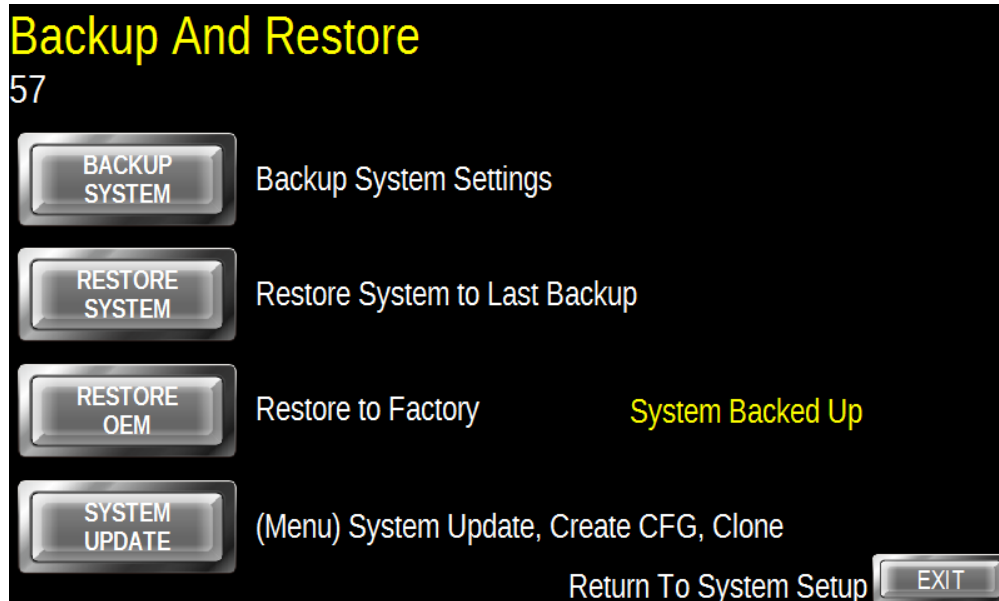 Backup And Restore
57
BACKUP
SYSTEM
Backup System Settings
RESTORE
SYSTEM
Restore System to Last Backup
RESTORE
OEM
Restore to Factory
System Backed Up
SYSTEM
UPDATE
(Menu) System Update, Create CFG, Clone
Return To System Setup
EXIT